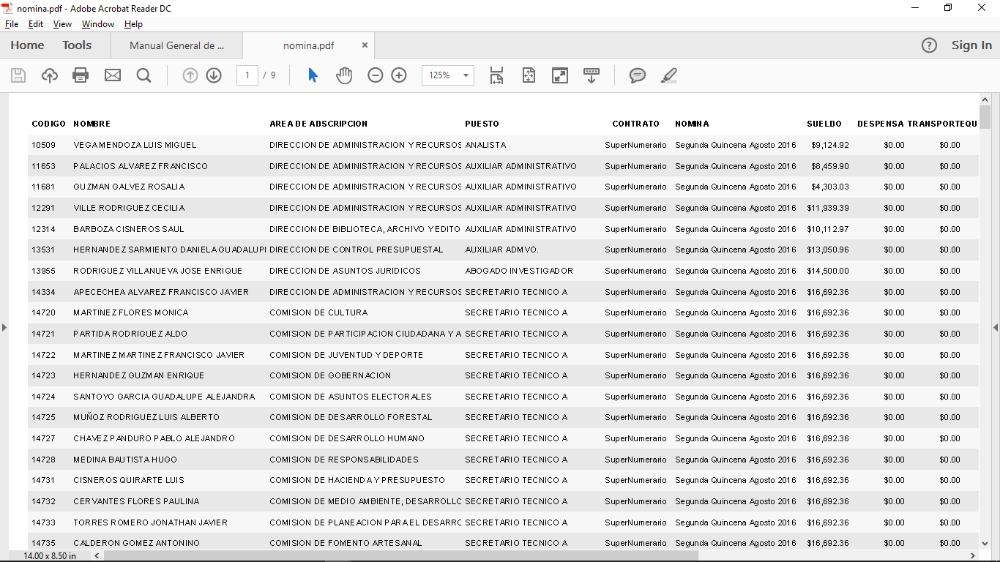 nomina.pdf - Adobe Acrobat Reader DC
File Edit View Window Help
Home Tools Manual General de ... nomina.pdf × ? Sign In
1 / 9 125%
CODIGO NOMBRE AREA DE ADSCRIPCION PUESTO CONTRATO NOMINA SUELDO DESPENSA TRANSPORTEQU
10509 VEGA MENDOZA LUIS MIGUEL DIRECCION DE ADMINISTRACION Y RECURSOS ANALISTA SuperNumerario Segunda Quincena Agosto 2016 $9,124.92 $0.00 $0.00
11653 PALACIOS ALVAREZ FRANCISCO DIRECCION DE ADMINISTRACION Y RECURSOS AUXILIAR ADMINISTRATIVO SuperNumerario Segunda Quincena Agosto 2016 $8,459.90 $0.00 $0.00
11681 GUZMAN GALVEZ ROSALIA DIRECCION DE ADMINISTRACION Y RECURSOS AUXILIAR ADMINISTRATIVO SuperNumerario Segunda Quincena Agosto 2016 $4,303.03 $0.00 $0.00
12291 VILLE RODRIGUEZ CECILIA DIRECCION DE ADMINISTRACION Y RECURSOS AUXILIAR ADMINISTRATIVO SuperNumerario Segunda Quincena Agosto 2016 $11,939.39 $0.00 $0.00
12314 BARBOZA CISNEROS SAUL DIRECCION DE BIBLIOTECA, ARCHIVO Y EDITO AUXILIAR ADMINISTRATIVO SuperNumerario Segunda Quincena Agosto 2016 $10,112.97 $0.00 $0.00
13531 HERNANDEZ SARMIENTO DANIELA GUADALUPI DIRECCION DE CONTROL PRESUPUESTAL AUXILIAR ADMVO. SuperNumerario Segunda Quincena Agosto 2016 $13,050.96 $0.00 $0.00
13955 RODRIGUEZ VILLANUEVA JOSE ENRIQUE DIRECCION DE ASUNTOS JURIDICOS ABOGADO INVESTIGADOR SuperNumerario Segunda Quincena Agosto 2016 $14,500.00 $0.00 $0.00
14334 APECECHEA ALVAREZ FRANCISCO JAVIER DIRECCION DE ADMINISTRACION Y RECURSOS SECRETARIO TECNICO A SuperNumerario Segunda Quincena Agosto 2016 $16,692.36 $0.00 $0.00
14720 MARTINEZ FLORES MONICA COMISION DE CULTURA SECRETARIO TECNICO A SuperNumerario Segunda Quincena Agosto 2016 $16,692.36 $0.00 $0.00
14721 PARTIDA RODRIGUEZ ALDO COMISION DE PARTICIPACION CIUDADANA Y A SECRETARIO TECNICO A SuperNumerario Segunda Quincena Agosto 2016 $16,692.36 $0.00 $0.00
14722 MARTINEZ MARTINEZ FRANCISCO JAVIER COMISION DE JUVENTUD Y DEPORTE SECRETARIO TECNICO A SuperNumerario Segunda Quincena Agosto 2016 $16,692.36 $0.00 $0.00
14723 HERNANDEZ GUZMAN ENRIQUE COMISION DE GOBERNACION SECRETARIO TECNICO A SuperNumerario Segunda Quincena Agosto 2016 $16,692.36 $0.00 $0.00
14724 SANTOYO GARCIA GUADALUPE ALEJANDRA COMISION DE ASUNTOS ELECTORALES SECRETARIO TECNICO A SuperNumerario Segunda Quincena Agosto 2016 $16,692.36 $0.00 $0.00
14725 MUÑOZ RODRIGUEZ LUIS ALBERTO COMISION DE DESARROLLO FORESTAL SECRETARIO TECNICO A SuperNumerario Segunda Quincena Agosto 2016 $16,692.36 $0.00 $0.00
14727 CHAVEZ PANDURO PABLO ALEJANDRO COMISION DE DESARROLLO HUMANO SECRETARIO TECNICO A SuperNumerario Segunda Quincena Agosto 2016 $16,692.36 $0.00 $0.00
14728 MEDINA BAUTISTA HUGO COMISION DE RESPONSABILIDADES SECRETARIO TECNICO A SuperNumerario Segunda Quincena Agosto 2016 $16,692.36 $0.00 $0.00
14731 CISNEROS QUIRARTE LUIS COMISION DE HACIENDA Y PRESUPUESTO SECRETARIO TECNICO A SuperNumerario Segunda Quincena Agosto 2016 $16,692.36 $0.00 $0.00
14732 CERVANTES FLORES PAULINA COMISION DE MEDIO AMBIENTE, DESARROLLO SECRETARIO TECNICO A SuperNumerario Segunda Quincena Agosto 2016 $16,692.36 $0.00 $0.00
14733 TORRES ROMERO JONATHAN JAVIER COMISION DE PLANEACION PARA EL DESARRO SECRETARIO TECNICO A SuperNumerario Segunda Quincena Agosto 2016 $16,692.36 $0.00 $0.00
14735 CALDERON GOMEZ ANTONINO COMISION DE FOMENTO ARTESANAL SECRETARIO TECNICO A SuperNumerario Segunda Quincena Agosto 2016 $16,692.36 $0.00 $0.00
14.00 x 8.50 in